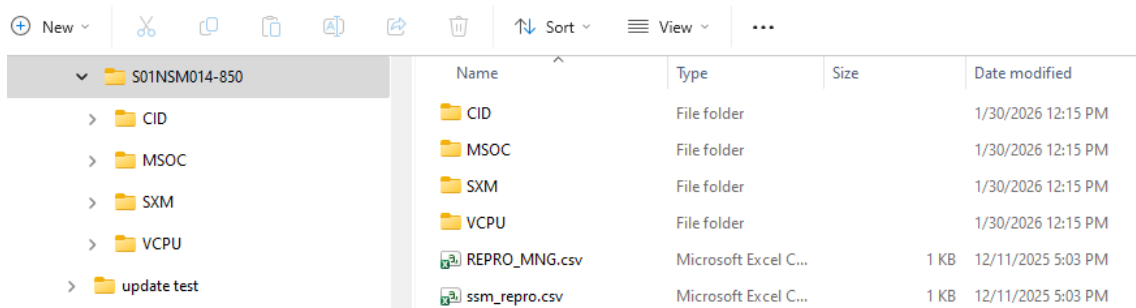 New Sort View ...
S01NSM014-850 Name Type Size Date modified
CID CID File folder 1/30/2026 12:15 PM
MSOC MSOC File folder 1/30/2026 12:15 PM
SXM SXM File folder 1/30/2026 12:15 PM
VCPU VCPU File folder 1/30/2026 12:15 PM
REPRO_MNG.csv Microsoft Excel C... 1 KB 12/11/2025 5:03 PM
update test ssm_repro.csv Microsoft Excel C... 1 KB 12/11/2025 5:03 PM